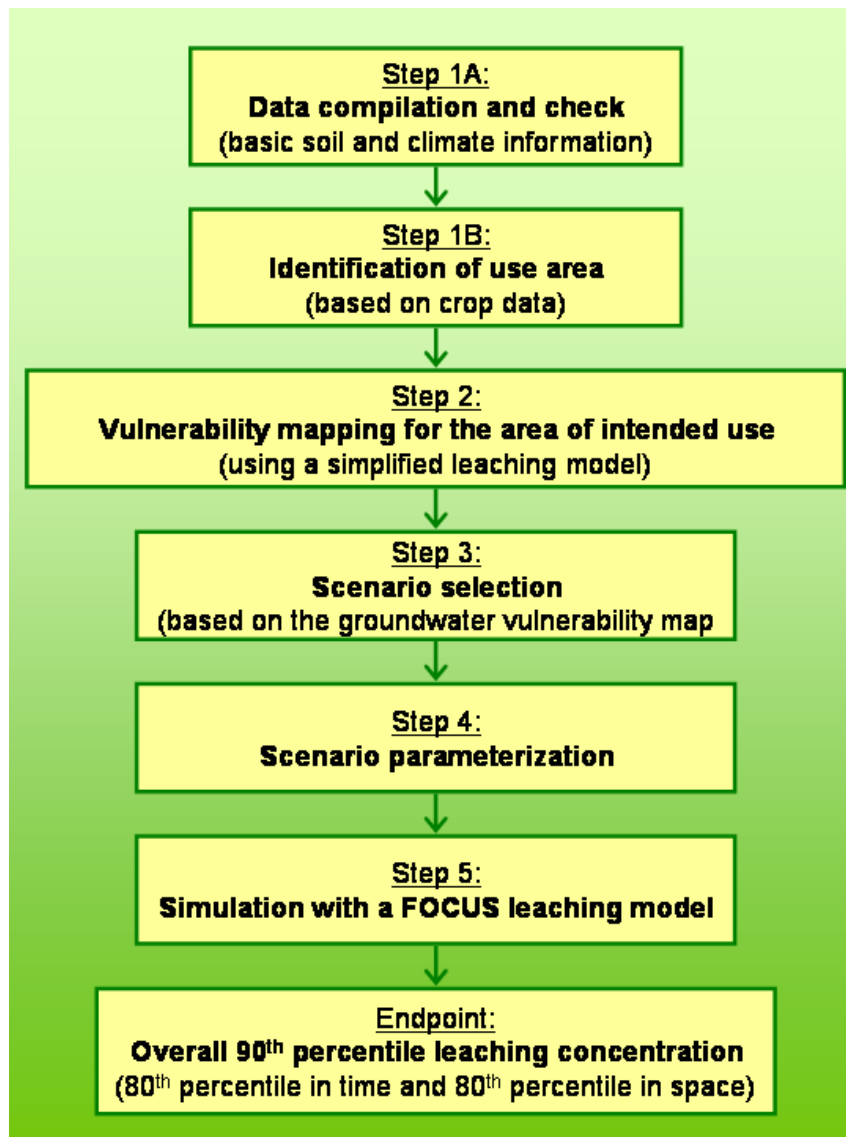 Step 1A:
Data compilation and check
(basic soil and climate information)
Step 1B:
Identification of use area
(based on crop data)
Step 2:
Vulnerability mapping for the area of intended use
(using a simplified leaching model)
Step 3:
Scenario selection
(based on the groundwater vulnerability map
Step 4:
Scenario parameterization
Step 5:
Simulation with a FOCUS leaching model
Endpoint:
Overall 90th percentile leaching concentration
(80th percentile in time and 80th percentile in space)